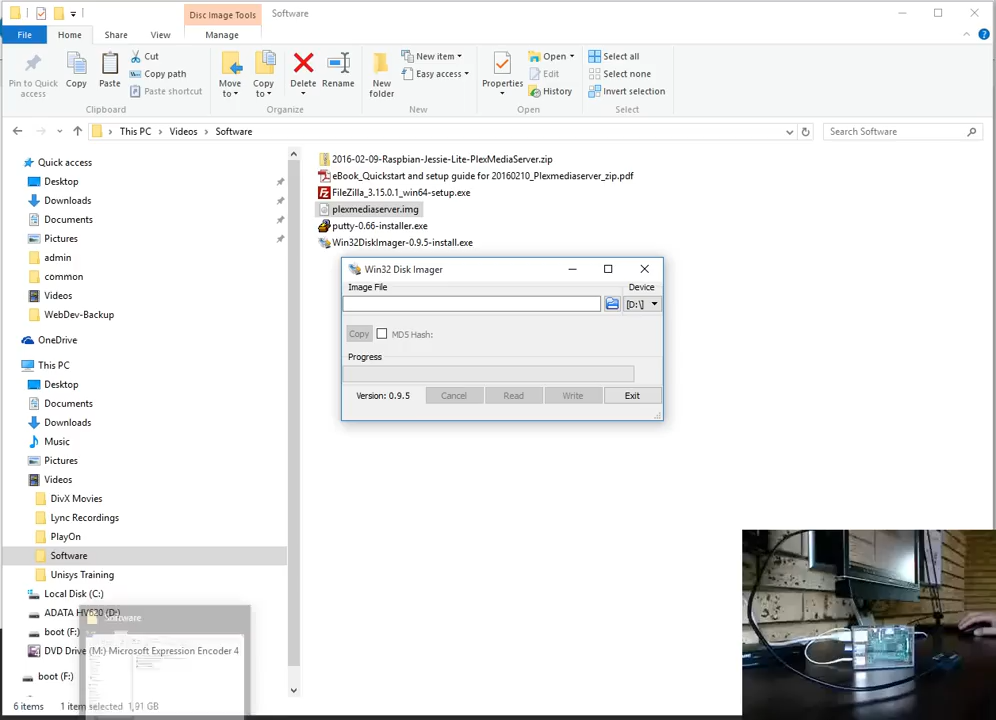 Disc Image Tools
Software
File
Home
Share
View
Manage
Pin to Quick access
Copy
Paste
Cut
Copy path
Paste shortcut
Clipboard
Move to
Copy to
Delete
Rename
Organize
New folder
New item
Easy access
New
Properties
Open
Edit
History
Open
Select all
Select none
Invert selection
Select
This PC
Videos
Software
Search Software
Quick access
Desktop
Downloads
Documents
Pictures
admin
common
Videos
WebDev-Backup
OneDrive
This PC
Desktop
Documents
Downloads
Music
Pictures
Videos
DivX Movies
Lync Recordings
PlayOn
Software
Unisys Training
Local Disk (C:)
ADATA HV620 (D:)
boot (F:)
DVD Drive (M:) Microsoft Expression Encoder 4
boot (F:)
Software
2016-02-09-Raspbian-Jessie-Lite-PlexMediaServer.zip
eBook_Quickstart and setup guide for 20160210_Plexmediaserver_zip.pdf
FileZilla_3.15.0.1_win64-setup.exe
plexmediaserver.img
putty-0.66-installer.exe
Win32DiskImager-0.9.5-install.exe
Win32 Disk Imager
Image File
Device
[D:\]
Copy
MD5 Hash:
Progress
Version: 0.9.5
Cancel
Read
Write
Exit
6 items
1 item selected 1.91 GB